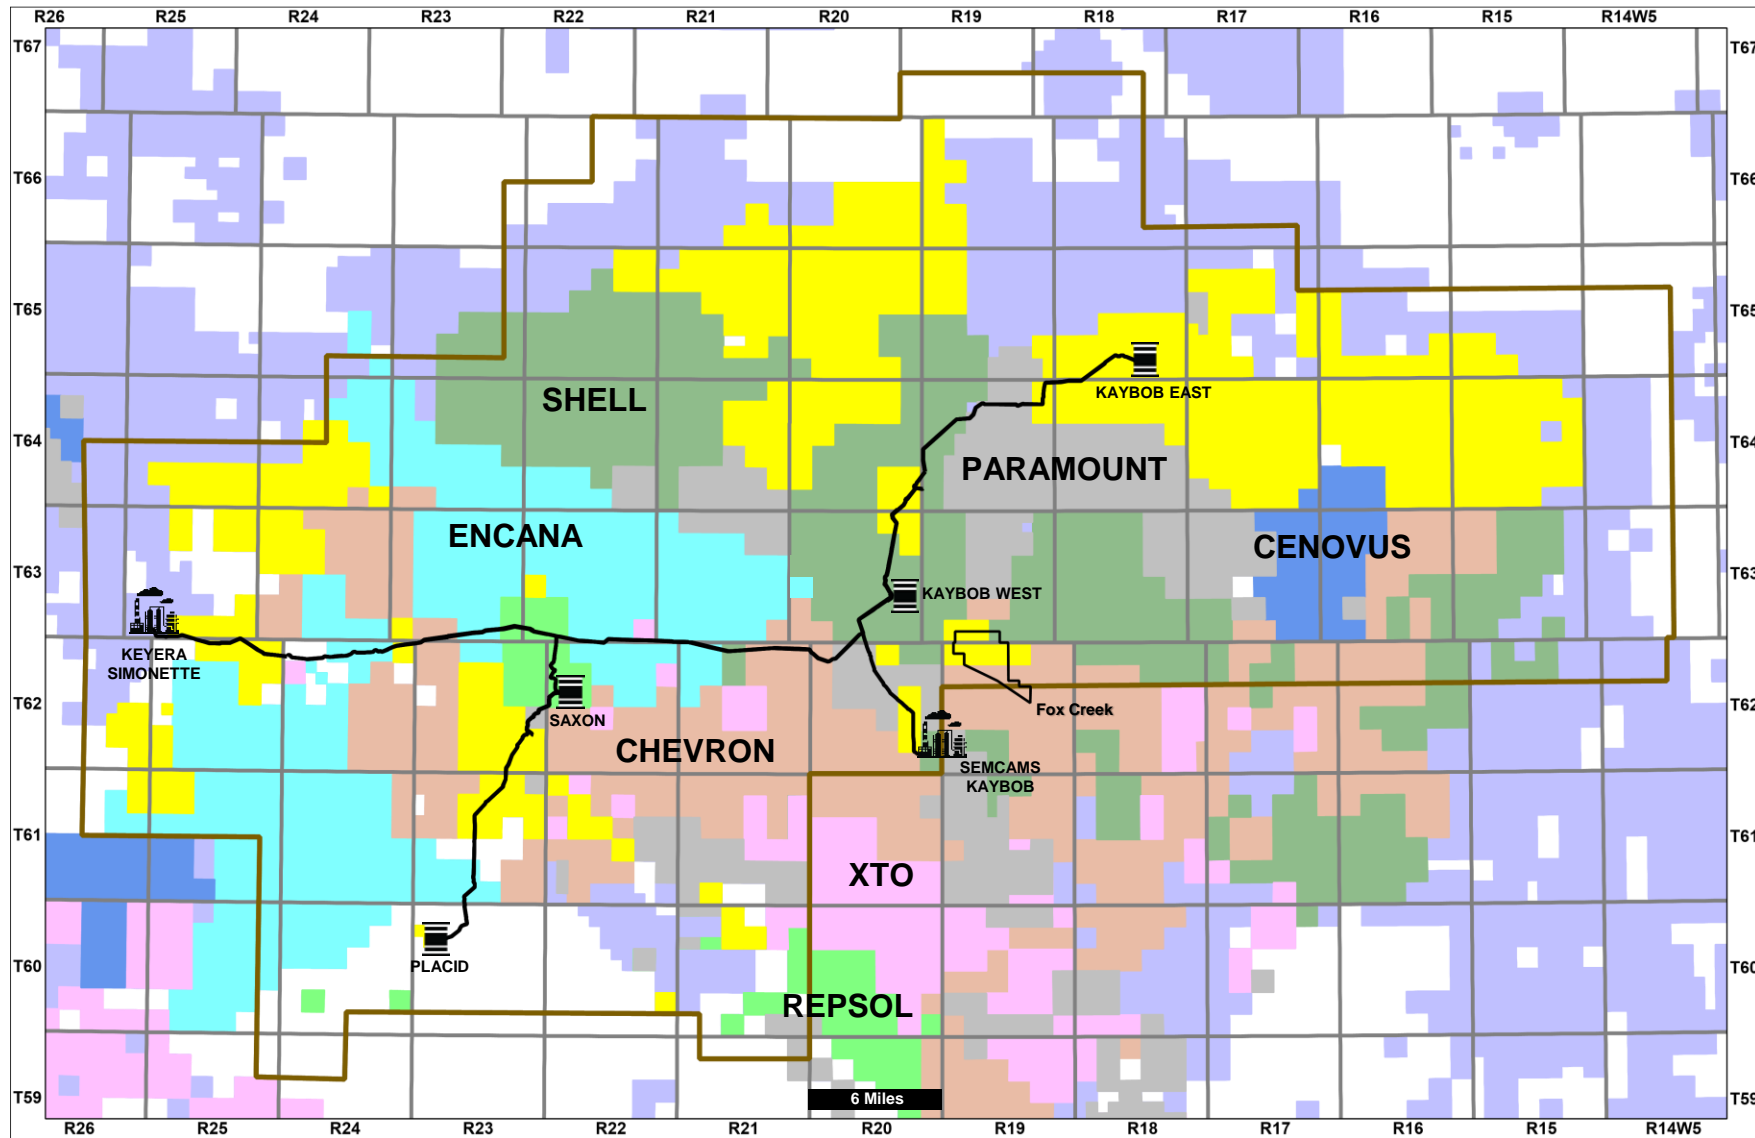 R26 R25 R24 R23 R22 R21 R20 R19 R18 R17 R16 R15 R14W5
T67 T67
T66 T66
T65 T65
KAYBOB EAST
SHELL
T64 T64
PARAMOUNT
ENCANA
CENOVUS
T63 T63
KAYBOB WEST
KEYERA
SIMONETTE
T62 T62
Fox Creek
SAXON
CHEVRON
SEMCAMS
KAYBOB
T61 T61
XTO
PLACID
T60 T60
REPSOL
T59 T59
6 Miles
R26 R25 R24 R23 R22 R21 R20 R19 R18 R17 R16 R15 R14W5